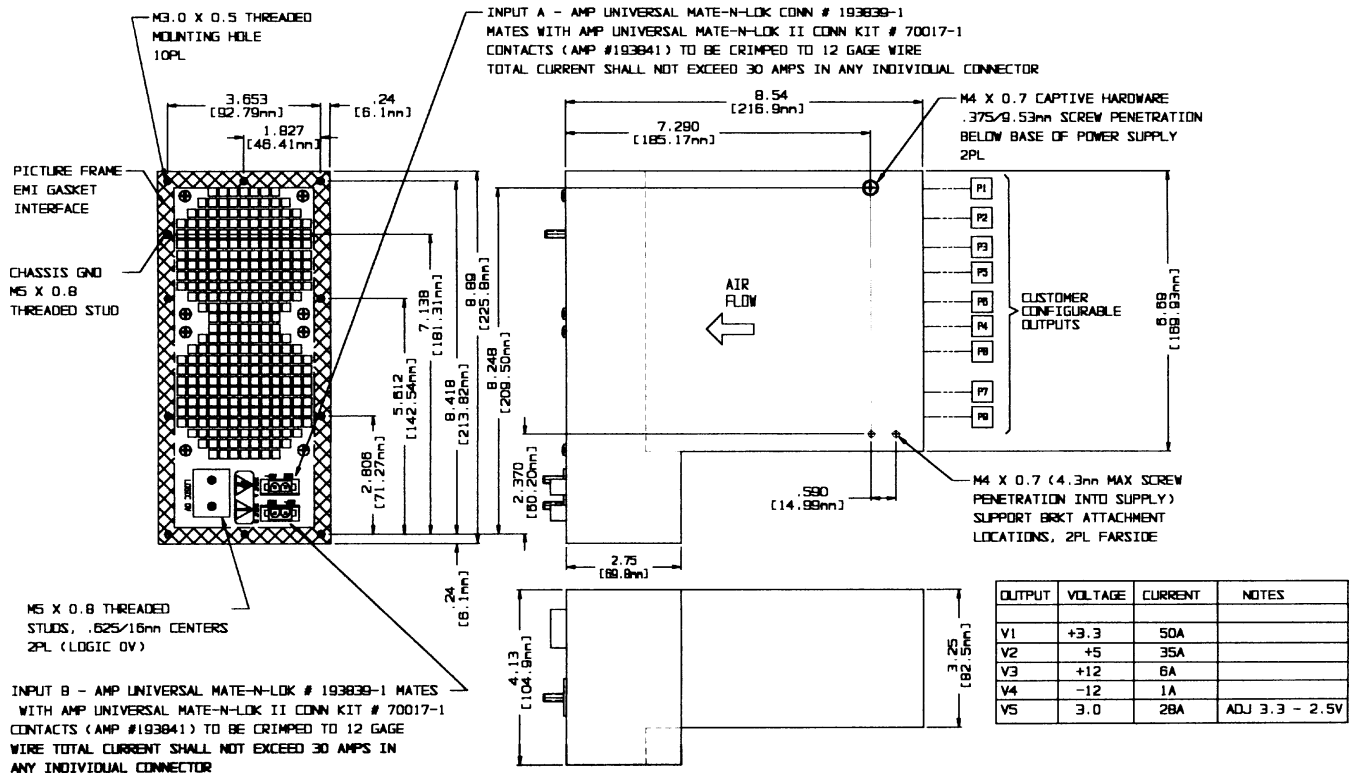 M3.0 X 0.5 THREADED
MOUNTING HOLE
10PL
INPUT A - AMP UNIVERSAL MATE-N-LOK CONN # 193839-1
MATES WITH AMP UNIVERSAL MATE-N-LOK II CONN KIT # 70017-1
CONTACTS (AMP #193841) TO BE CRIMPED TO 12 GAGE WIRE
TOTAL CURRENT SHALL NOT EXCEED 30 AMPS IN ANY INDIVIDUAL CONNECTOR
3.653
[92.79mm]
.24
[6.1mm]
1.827
[46.41mm]
8.54
[216.9mm]
7.290
[185.17mm]
M4 X 0.7 CAPTIVE HARDWARE
.375/9.53mm SCREW PENETRATION
BELOW BASE OF POWER SUPPLY
2PL
PICTURE FRAME
EMI GASKET
INTERFACE
CHASSIS GND
M5 X 0.8
THREADED STUD
2.806
[71.27mm]
5.612
[142.54mm]
7.138
[181.31mm]
8.418
[213.82mm]
8.89
[225.8mm]
8.248
[209.50mm]
2.370
[60.20mm]
.24
[6.1mm]
LOGIC 0V
AIR
FLOW
P1
P2
P3
P5
P6
P4
P8
P7
P9
CUSTOMER
CONFIGURABLE
OUTPUTS
6.69
[169.93mm]
.590
[14.99mm]
M4 X 0.7 (4.3mm MAX SCREW
PENETRATION INTO SUPPLY)
SUPPORT BRKT ATTACHMENT
LOCATIONS, 2PL FARSIDE
2.75
[69.8mm]
4.13
[104.9mm]
3.25
[82.5mm]
M5 X 0.8 THREADED
STUDS, .625/16mm CENTERS
2PL (LOGIC 0V)
INPUT B - AMP UNIVERSAL MATE-N-LOK # 193839-1 MATES
WITH AMP UNIVERSAL MATE-N-LOK II CONN KIT # 70017-1
CONTACTS (AMP #193841) TO BE CRIMPED TO 12 GAGE
WIRE TOTAL CURRENT SHALL NOT EXCEED 30 AMPS IN
ANY INDIVIDUAL CONNECTOR
OUTPUT VOLTAGE CURRENT NOTES
V1 +3.3 50A
V2 +5 35A
V3 +12 6A
V4 -12 1A
V5 3.0 28A ADJ 3.3 - 2.5V